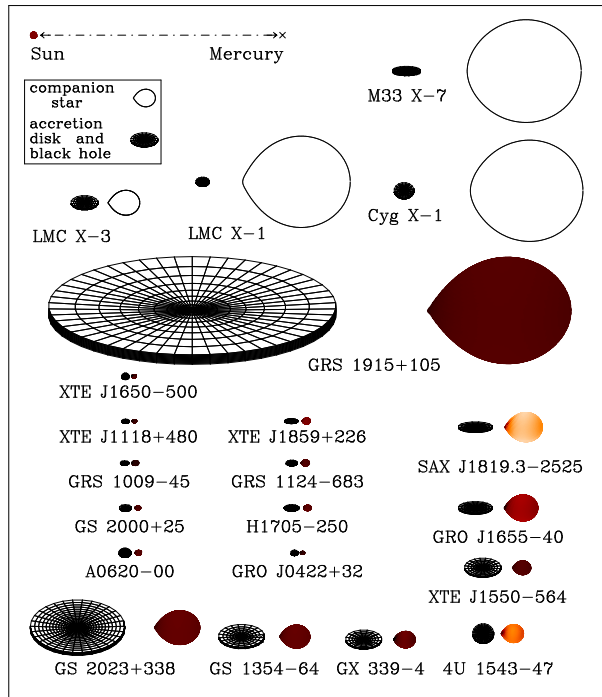 Sun Mercury
M33 X-7
companion
star
accretion
disk and
black hole
LMC X-3
LMC X-1
Cyg X-1
GRS 1915+105
XTE J1650-500
XTE J1118+480
XTE J1859+226
SAX J1819.3-2525
GRS 1009-45
GRS 1124-683
GS 2000+25
H1705-250
GRO J1655-40
A0620-00
GRO J0422+32
XTE J1550-564
GS 2023+338
GS 1354-64
GX 339-4
4U 1543-47